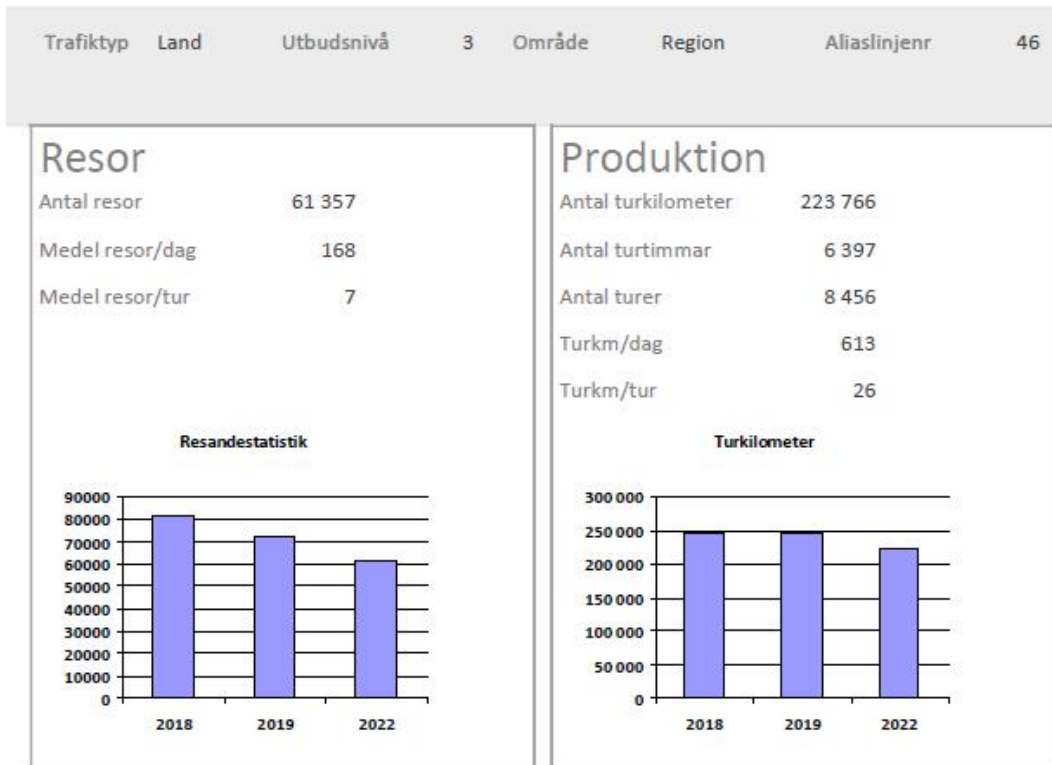 Trafiktyp Land Utbudsnivå 3 Område Region Aliaslinjenr 46
Resor
Antal resor 61 357
Medel resor/dag 168
Medel resor/tur 7
Resandestatistik
90000
80000
70000
60000
50000
40000
30000
20000
10000
0
2018 2019 2022
Produktion
Antal turkilometer 223 766
Antal turtimmar 6 397
Antal turer 8 456
Turkm/dag 613
Turkm/tur 26
Turkilometer
300 000
250 000
200 000
150 000
100 000
50 000
0
2018 2019 2022